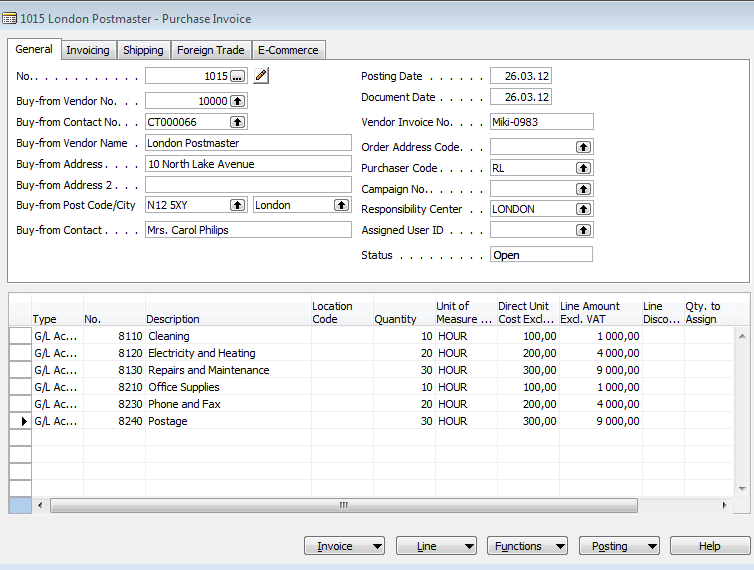 1015 London Postmaster - Purchase Invoice
General Invoicing Shipping Foreign Trade E-Commerce
No. . . . . . . . . . . . 1015 ... Posting Date . . . . . . 26.03.12
Document Date . . . . . 26.03.12
Buy-from Vendor No. . . . 10000
Buy-from Contact No. . . . CT000066 Vendor Invoice No. . . . . Miki-0983
Buy-from Vendor Name . London Postmaster Order Address Code. . . .
Buy-from Address . . . . . 10 North Lake Avenue Purchaser Code . . . . . . RL
Buy-from Address 2 . . . . Campaign No. . . . . . . .
Buy-from Post Code/City N12 5XY London Responsibility Center . . LONDON
Buy-from Contact . . . . . Mrs. Carol Philips Assigned User ID . . . . .
Status . . . . . . . . . . Open
Type No. Description Location Code Quantity Unit of Measure ... Direct Unit Cost Excl... Line Amount Excl. VAT Line Disco... Qty. to Assign
G/L Ac... 8110 Cleaning 10 HOUR 100,00 1 000,00
G/L Ac... 8120 Electricity and Heating 20 HOUR 200,00 4 000,00
G/L Ac... 8130 Repairs and Maintenance 30 HOUR 300,00 9 000,00
G/L Ac... 8210 Office Supplies 10 HOUR 100,00 1 000,00
G/L Ac... 8230 Phone and Fax 20 HOUR 200,00 4 000,00
G/L Ac... 8240 Postage 30 HOUR 300,00 9 000,00
Invoice Line Functions Posting Help